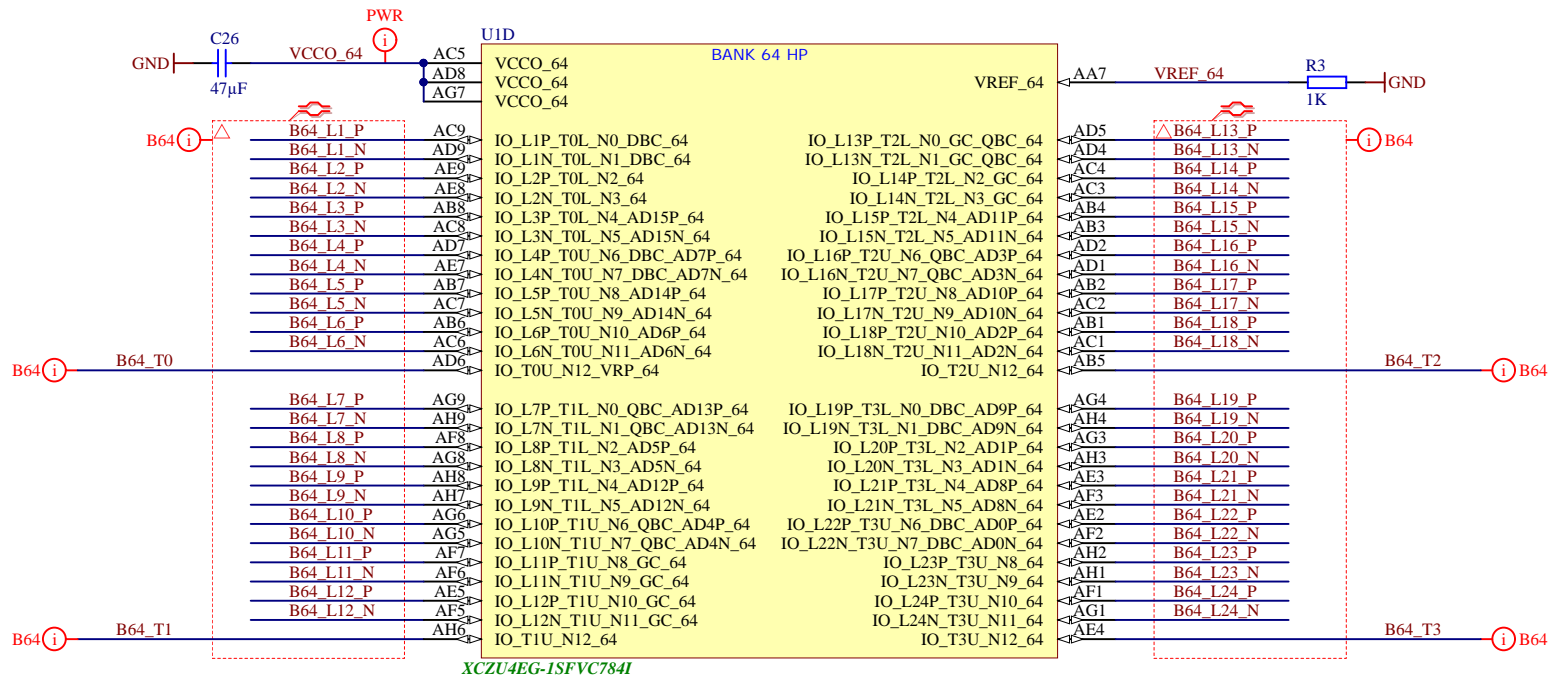 PWR
C26
GND
VCCO_64
47µF
U1D
BANK 64 HP
AC5 VCCO_64
AD8 VCCO_64
AG7 VCCO_64
VREF_64 AA7 VREF_64
R3
1K
GND
B64
B64_L1_P AC9 IO_L1P_T0L_N0_DBC_64
B64_L1_N AD9 IO_L1N_T0L_N1_DBC_64
B64_L2_P AE9 IO_L2P_T0L_N2_64
B64_L2_N AE8 IO_L2N_T0L_N3_64
B64_L3_P AB8 IO_L3P_T0L_N4_AD15P_64
B64_L3_N AC8 IO_L3N_T0L_N5_AD15N_64
B64_L4_P AD7 IO_L4P_T0U_N6_DBC_AD7P_64
B64_L4_N AE7 IO_L4N_T0U_N7_DBC_AD7N_64
B64_L5_P AB7 IO_L5P_T0U_N8_AD14P_64
B64_L5_N AC7 IO_L5N_T0U_N9_AD14N_64
B64_L6_P AB6 IO_L6P_T0U_N10_AD6P_64
B64_L6_N AC6 IO_L6N_T0U_N11_AD6N_64
B64 B64_T0 AD6 IO_T0U_N12_VRP_64
B64_L7_P AG9 IO_L7P_T1L_N0_QBC_AD13P_64
B64_L7_N AH9 IO_L7N_T1L_N1_QBC_AD13N_64
B64_L8_P AF8 IO_L8P_T1L_N2_AD5P_64
B64_L8_N AG8 IO_L8N_T1L_N3_AD5N_64
B64_L9_P AH8 IO_L9P_T1L_N4_AD12P_64
B64_L9_N AH7 IO_L9N_T1L_N5_AD12N_64
B64_L10_P AG6 IO_L10P_T1U_N6_QBC_AD4P_64
B64_L10_N AG5 IO_L10N_T1U_N7_QBC_AD4N_64
B64_L11_P AF7 IO_L11P_T1U_N8_GC_64
B64_L11_N AF6 IO_L11N_T1U_N9_GC_64
B64_L12_P AE5 IO_L12P_T1U_N10_GC_64
B64_L12_N AF5 IO_L12N_T1U_N11_GC_64
B64 B64_T1 AH6 IO_T1U_N12_64
IO_L13P_T2L_N0_GC_QBC_64 AD5 B64_L13_P B64
IO_L13N_T2L_N1_GC_QBC_64 AD4 B64_L13_N
IO_L14P_T2L_N2_GC_64 AC4 B64_L14_P
IO_L14N_T2L_N3_GC_64 AC3 B64_L14_N
IO_L15P_T2L_N4_AD11P_64 AB4 B64_L15_P
IO_L15N_T2L_N5_AD11N_64 AB3 B64_L15_N
IO_L16P_T2U_N6_QBC_AD3P_64 AD2 B64_L16_P
IO_L16N_T2U_N7_QBC_AD3N_64 AD1 B64_L16_N
IO_L17P_T2U_N8_AD10P_64 AB2 B64_L17_P
IO_L17N_T2U_N9_AD10N_64 AC2 B64_L17_N
IO_L18P_T2U_N10_AD2P_64 AB1 B64_L18_P
IO_L18N_T2U_N11_AD2N_64 AC1 B64_L18_N
IO_T2U_N12_64 AB5 B64_T2 B64
IO_L19P_T3L_N0_DBC_AD9P_64 AG4 B64_L19_P
IO_L19N_T3L_N1_DBC_AD9N_64 AH4 B64_L19_N
IO_L20P_T3L_N2_AD1P_64 AG3 B64_L20_P
IO_L20N_T3L_N3_AD1N_64 AH3 B64_L20_N
IO_L21P_T3L_N4_AD8P_64 AE3 B64_L21_P
IO_L21N_T3L_N5_AD8N_64 AF3 B64_L21_N
IO_L22P_T3U_N6_DBC_AD0P_64 AE2 B64_L22_P
IO_L22N_T3U_N7_DBC_AD0N_64 AF2 B64_L22_N
IO_L23P_T3U_N8_64 AH2 B64_L23_P
IO_L23N_T3U_N9_64 AH1 B64_L23_N
IO_L24P_T3U_N10_64 AF1 B64_L24_P
IO_L24N_T3U_N11_64 AG1 B64_L24_N
IO_T3U_N12_64 AE4 B64_T3 B64
XCZU4EG-1SFVC784I